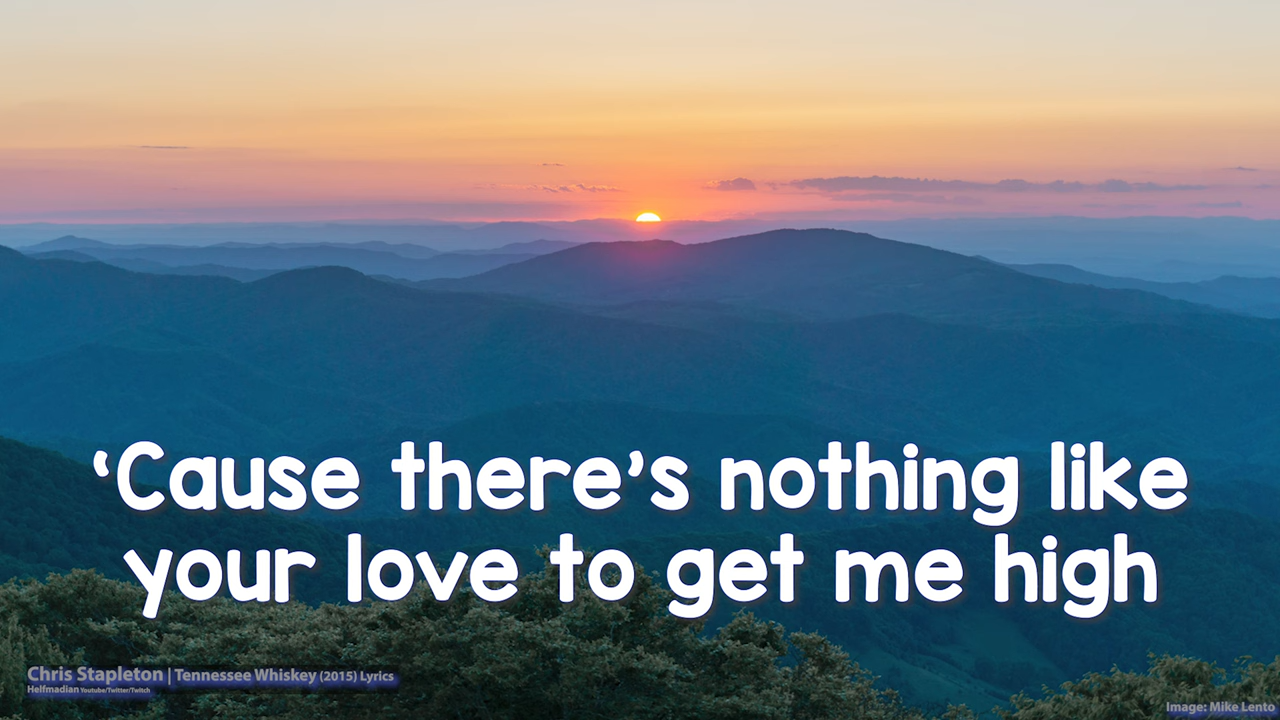 ‘Cause there’s nothing like
your love to get me high
Chris Stapleton | Tennessee Whiskey (2015) Lyrics
Helfmadian Youtube/Twitter/Twitch
Image: Mike Lento